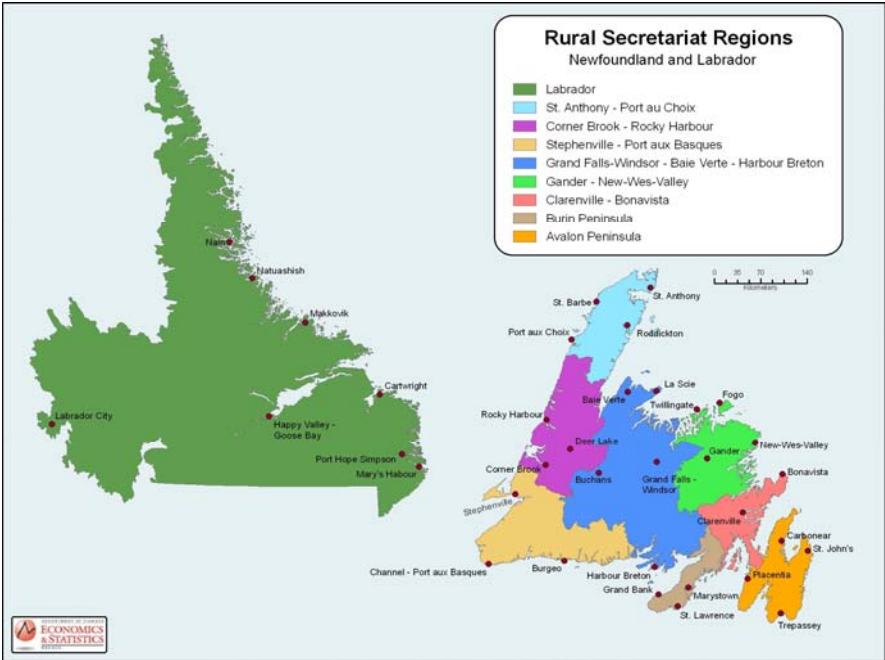 Rural Secretariat Regions
Newfoundland and Labrador
Labrador
St. Anthony - Port au Choix
Corner Brook - Rocky Harbour
Stephenville - Port aux Basques
Grand Falls-Windsor - Baie Verte - Harbour Breton
Gander - New-Wes-Valley
Clarenville - Bonavista
Burin Peninsula
Avalon Peninsula
0 35 70 140
Kilometers
Nain
Natuashish
Makkovik
Cartwright
Labrador City
Happy Valley -
Goose Bay
Port Hope Simpson
Mary's Habour
St. Barbe
St. Anthony
Roddickton
Port aux Choix
La Scie
Baie Verte
Twillingate
Fogo
Rocky Harbour
Deer Lake
New-Wes-Valley
Gander
Corner Brook
Buchans
Grand Falls -
Windsor
Bonavista
Stephenville
Clarenville
Carbonear
St. John's
Channel - Port aux Basques
Burgeo
Harbour Breton
Placentia
Grand Bank
Marystown
St. Lawrence
Trepassey
DEPARTMENT OF FINANCE
ECONOMICS
& STATISTICS
BRANCH